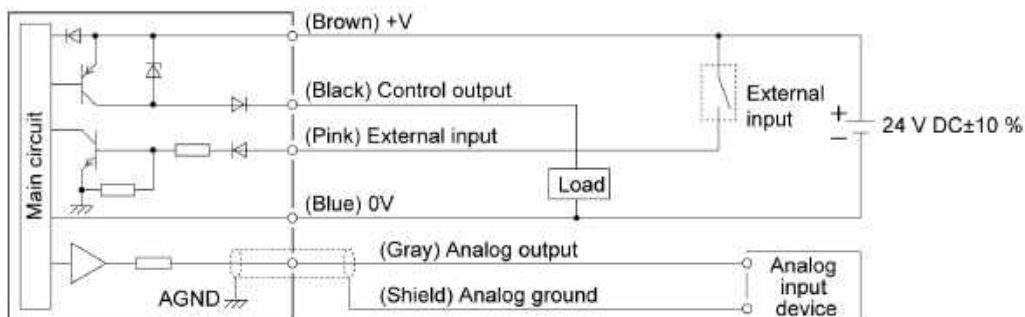 Main circuit
(Brown) +V
(Black) Control output
(Pink) External input
(Blue) 0V
(Gray) Analog output
(Shield) Analog ground
AGND
Load
External
input
+
−
24 V DC±10 %
Analog
input
device